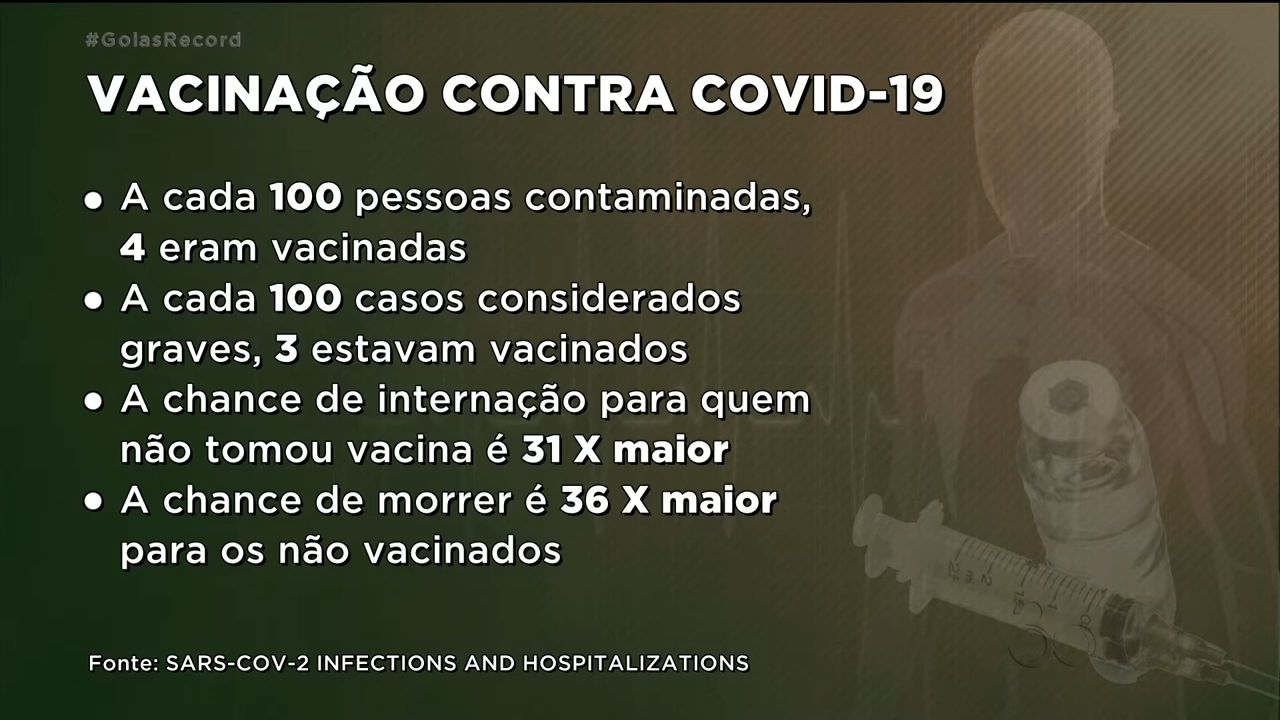 #GoiasRecord
VACINAÇÃO CONTRA COVID-19
• A cada 100 pessoas contaminadas,
4 eram vacinadas
• A cada 100 casos considerados
graves, 3 estavam vacinados
• A chance de internação para quem
não tomou vacina é 31 X maior
• A chance de morrer é 36 X maior
para os não vacinados
Fonte: SARS-COV-2 INFECTIONS AND HOSPITALIZATIONS